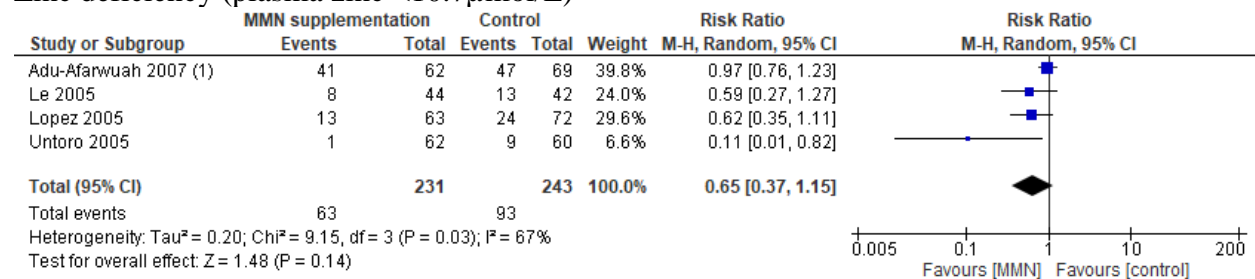 Zinc deficiency (plasma zinc <10.7μmol/L)
MMN supplementation Control Risk Ratio Risk Ratio
Study or Subgroup Events Total Events Total Weight M-H, Random, 95% CI M-H, Random, 95% CI
Adu-Afarwuah 2007 (1) 41 62 47 69 39.8% 0.97 [0.76, 1.23]
Le 2005 8 44 13 42 24.0% 0.59 [0.27, 1.27]
Lopez 2005 13 63 24 72 29.6% 0.62 [0.35, 1.11]
Untoro 2005 1 62 9 60 6.6% 0.11 [0.01, 0.82]
Total (95% CI) 231 243 100.0% 0.65 [0.37, 1.15]
Total events 63 93
Heterogeneity: Tau² = 0.20; Chi² = 9.15, df = 3 (P = 0.03); I² = 67%
Test for overall effect: Z = 1.48 (P = 0.14)
0.005 0.1 1 10 200
Favours [MMN] Favours [control]